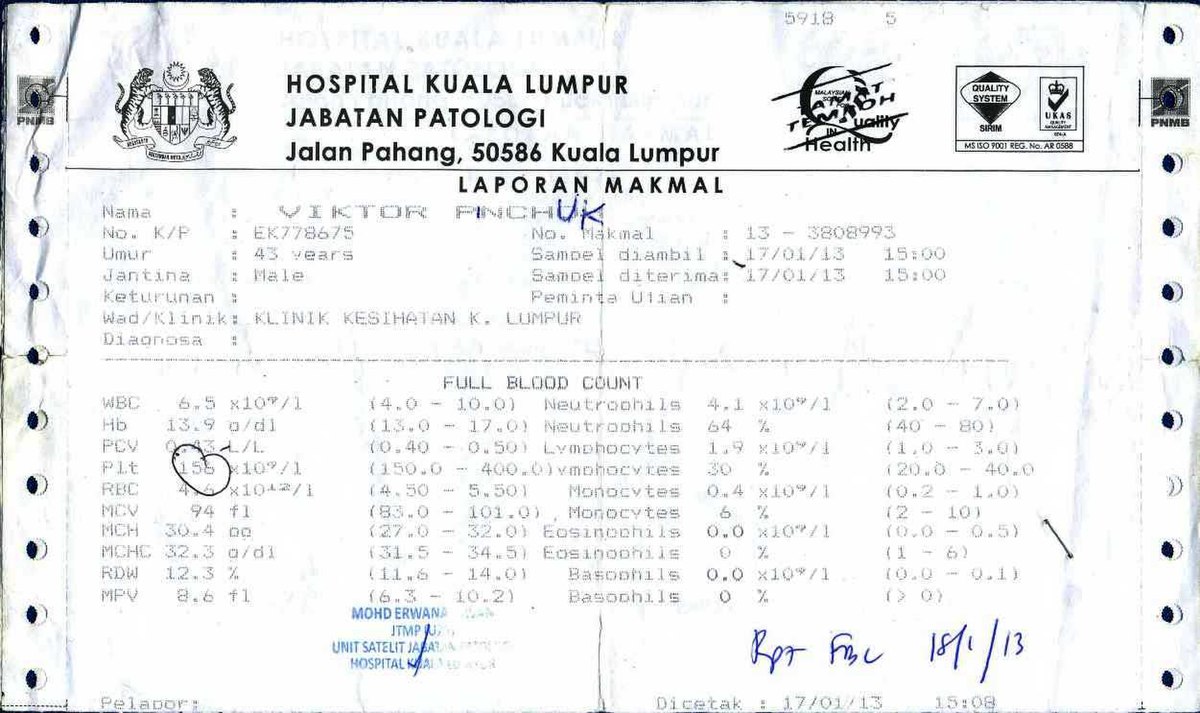 5918 5
HOSPITAL KUALA LUMPUR
JABATAN PATOLOGI
Jalan Pahang, 50586 Kuala Lumpur
PNMB
TAMAT TEMPOH
Quality
IN
Health
QUALITY
SYSTEM
SIRIM
UKAS
QUALITY
MANAGEMENT
MS ISO 9001 REG. No. AR 0588
PNMB
LAPORAN MAKMAL
Nama : VIKTOR PINCHUK
No. K/P : EK778675 No. Makmal : 13 - 3808993
Umur : 43 years Sampel diambil : 17/01/13 15:00
Jantina : Male Sampel diterima: 17/01/13 15:00
Keturunan : Peminta Ujian :
Wad/Klinik: KLINIK KESIHATAN K. LUMPUR
Diagnosa :
FULL BLOOD COUNT
WBC 6.5 x10^9/l (4.0 - 10.0) Neutrophils 4.1 x10^9/l (2.0 - 7.0)
Hb 13.9 g/dl (13.0 - 17.0) Neutrophils 64 % (40 - 80)
PCV 0.43 L/L (0.40 - 0.50) Lymphocytes 1.9 x10^9/l (1.0 - 3.0)
Plt 156 x10^9/l (150.0 - 400.0)ymphocytes 30 % (20.0 - 40.0
RBC 4.6 x10^12/l (4.50 - 5.50) Monocytes 0.4 x10^9/l (0.2 - 1.0)
MCV 94 fl (83.0 - 101.0) Monocytes 6 % (2 - 10)
MCH 30.4 pg (27.0 - 32.0) Eosinophils 0.0 x10^9/l (0.0 - 0.5)
MCHC 32.3 g/dl (31.5 - 34.5) Eosinophils 0 % (1 - 6)
RDW 12.3 % (11.6 - 14.0) Basophils 0.0 x10^9/l (0.0 - 0.1)
MPV 8.6 fl (6.3 - 10.2) Basophils 0 % (> 0)
MOHD ERWAN
JTMP
UNIT SATELIT JABATAN PATOLOGI
HOSPITAL KUALA LUMPUR
Rpt FBC 18/1/13
Pelapor: Dicetak : 17/01/13 15:08